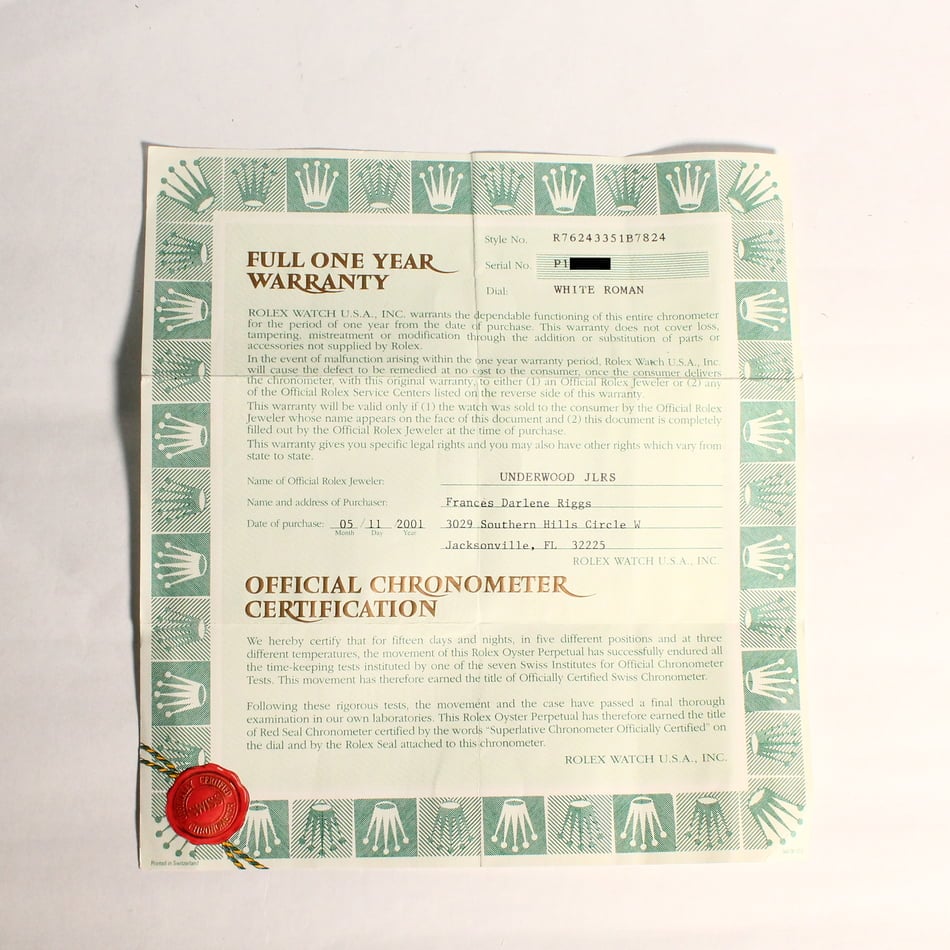 Style No. R76243351B7824
FULL ONE YEAR
WARRANTY
Serial No. P1
Dial: WHITE ROMAN
ROLEX WATCH U.S.A., INC. warrants the dependable functioning of this entire chronometer
for the period of one year from the date of purchase. This warranty does not cover loss,
tampering, mistreatment or modification through the addition or substitution of parts or
accessories not supplied by Rolex.
In the event of malfunction arising within the one year warranty period, Rolex Watch U.S.A., Inc.
will cause the defect to be remedied at no cost to the consumer, once the consumer delivers
the chronometer, with this original warranty, to either (1) an Official Rolex Jeweler or (2) any
of the Official Rolex Service Centers listed on the reverse side of this warranty.
This warranty will be valid only if (1) the watch was sold to the consumer by the Official Rolex
Jeweler whose name appears on the face of this document and (2) this document is completely
filled out by the Official Rolex Jeweler at the time of purchase.
This warranty gives you specific legal rights and you may also have other rights which vary from
state to state.
Name of Official Rolex Jeweler: UNDERWOOD JLRS
Name and address of Purchaser: Frances Darlene Riggs
Date of purchase: 05 / 11 2001 3029 Southern Hills Circle W
Month Day Year
Jacksonville, FL 32225
ROLEX WATCH U.S.A., INC.
OFFICIAL CHRONOMETER
CERTIFICATION
We hereby certify that for fifteen days and nights, in five different positions and at three
different temperatures, the movement of this Rolex Oyster Perpetual has successfully endured all
the time-keeping tests instituted by one of the seven Swiss Institutes for Official Chronometer
Tests. This movement has therefore earned the title of Officially Certified Swiss Chronometer.
Following these rigorous tests, the movement and the case have passed a final thorough
examination in our own laboratories. This Rolex Oyster Perpetual has therefore earned the title
of Red Seal Chronometer certified by the words "Superlative Chronometer Officially Certified" on
the dial and by the Rolex Seal attached to this chronometer.
ROLEX WATCH U.S.A., INC.
OFFICIALLY CERTIFIED
SWISS
CHRONOMETER
Printed in Switzerland